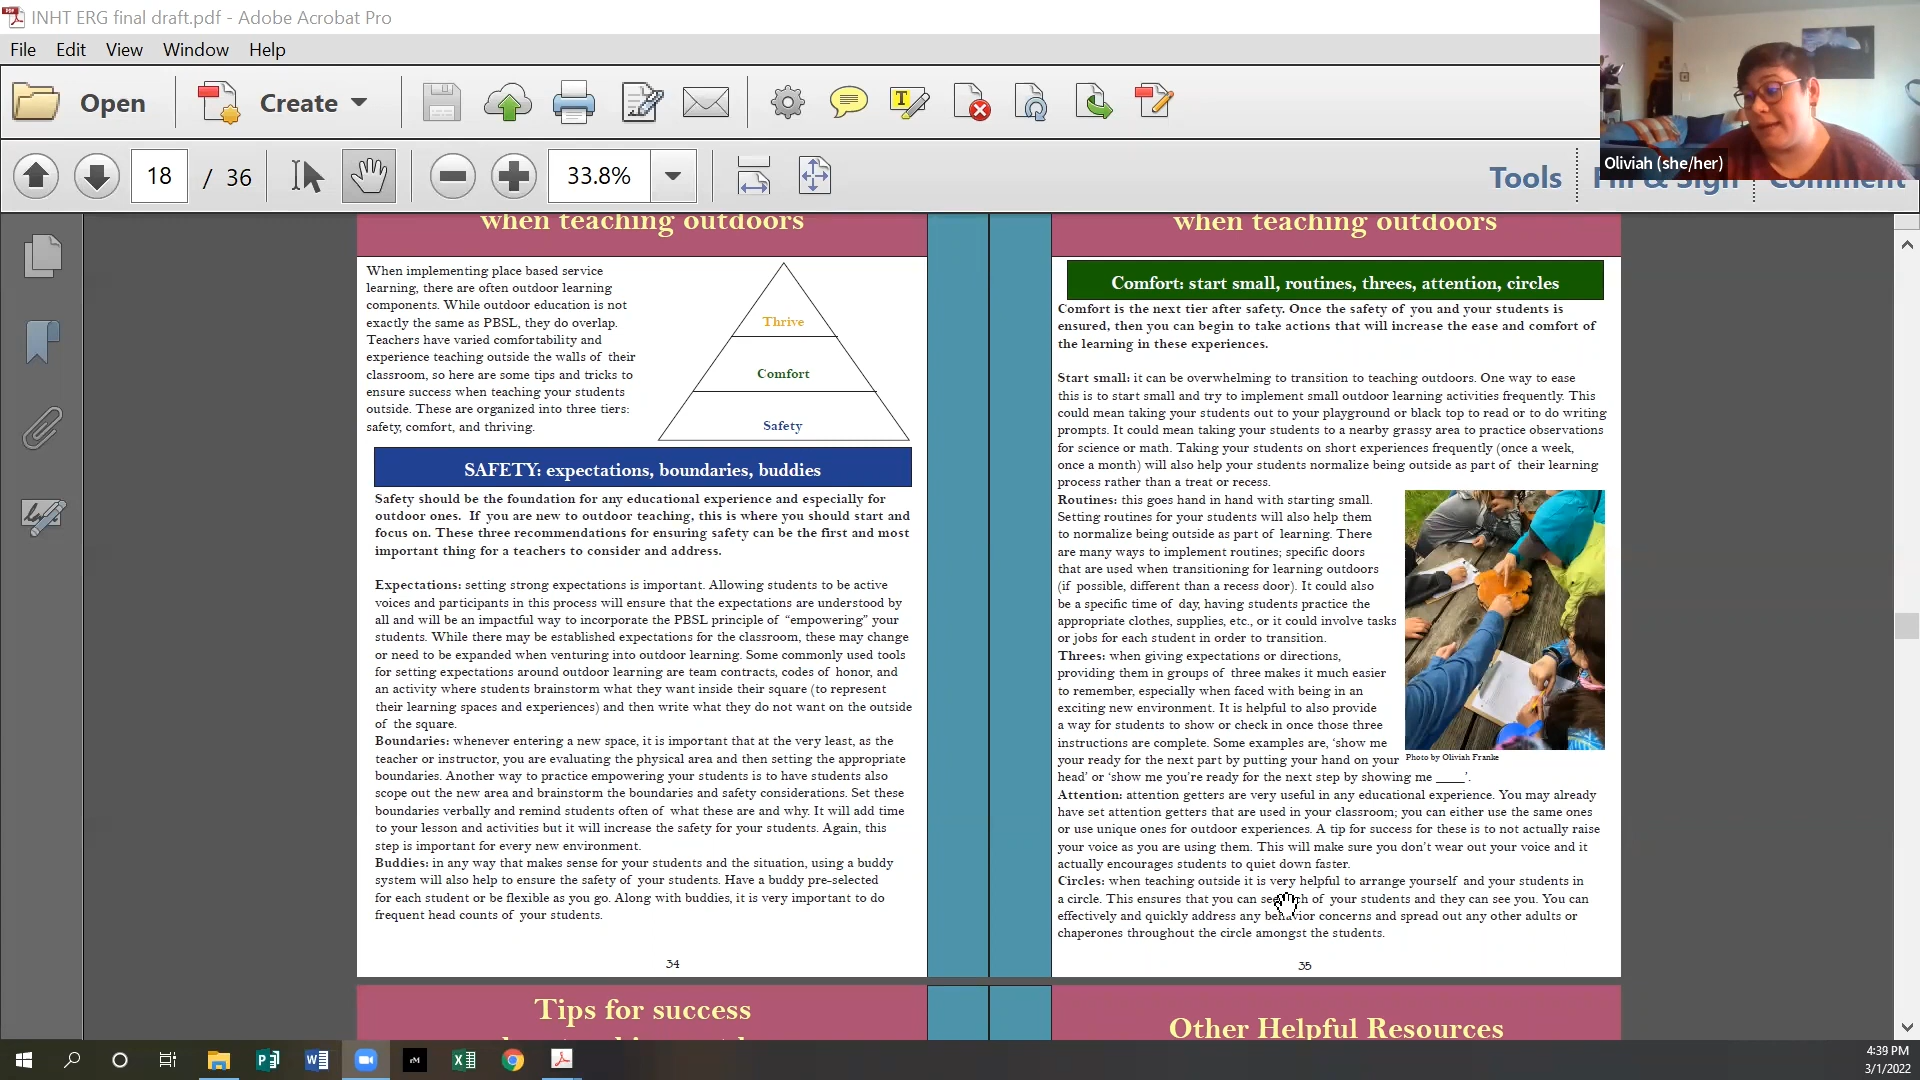 INHT ERG final draft.pdf - Adobe Acrobat Pro
File Edit View Window Help
Open Create
18 / 36 33.8% Tools Fill & Sign Comment
Oliviah (she/her)
when teaching outdoors
When implementing place based service
learning, there are often outdoor learning
components. While outdoor education is not
exactly the same as PBSL, they do overlap.
Teachers have varied comfortability and
experience teaching outside the walls of their
classroom, so here are some tips and tricks to
ensure success when teaching your students
outside. These are organized into three tiers:
safety, comfort, and thriving.
Thrive
Comfort
Safety
SAFETY: expectations, boundaries, buddies
Safety should be the foundation for any educational experience and especially for
outdoor ones. If you are new to outdoor teaching, this is where you should start and
focus on. These three recommendations for ensuring safety can be the first and most
important thing for a teachers to consider and address.
Expectations: setting strong expectations is important. Allowing students to be active
voices and participants in this process will ensure that the expectations are understood by
all and will be an impactful way to incorporate the PBSL principle of “empowering” your
students. While there may be established expectations for the classroom, these may change
or need to be expanded when venturing into outdoor learning. Some commonly used tools
for setting expectations around outdoor learning are team contracts, codes of honor, and
an activity where students brainstorm what they want inside their square (to represent
their learning spaces and experiences) and then write what they do not want on the outside
of the square.
Boundaries: whenever entering a new space, it is important that at the very least, as the
teacher or instructor, you are evaluating the physical area and then setting the appropriate
boundaries. Another way to practice empowering your students is to have students also
scope out the new area and brainstorm the boundaries and safety considerations. Set these
boundaries verbally and remind students often of what these are and why. It will add time
to your lesson and activities but it will increase the safety for your students. Again, this
step is important for every new environment.
Buddies: in any way that makes sense for your students and the situation, using a buddy
system will also help to ensure the safety of your students. Have a buddy pre-selected
for each student or be flexible as you go. Along with buddies, it is very important to do
frequent head counts of your students.
34
when teaching outdoors
Comfort: start small, routines, threes, attention, circles
Comfort is the next tier after safety. Once the safety of you and your students is
ensured, then you can begin to take actions that will increase the ease and comfort of
the learning in these experiences.
Start small: it can be overwhelming to transition to teaching outdoors. One way to ease
this is to start small and try to implement small outdoor learning activities frequently. This
could mean taking your students out to your playground or black top to read or to do writing
prompts. It could mean taking your students to a nearby grassy area to practice observations
for science or math. Taking your students on short experiences frequently (once a week,
once a month) will also help your students normalize being outside as part of their learning
process rather than a treat or recess.
Routines: this goes hand in hand with starting small.
Setting routines for your students will also help them
to normalize being outside as part of learning. There
are many ways to implement routines; specific doors
that are used when transitioning for learning outdoors
(if possible, different than a recess door). It could also
be a specific time of day, having students practice the
appropriate clothes, supplies, etc., or it could involve tasks
or jobs for each student in order to transition.
Threes: when giving expectations or directions,
providing them in groups of three makes it much easier
to remember, especially when faced with being in an
exciting new environment. It is helpful to also provide
a way for students to show or check in once those three
instructions are complete. Some examples are, ‘show me
your ready for the next part by putting your hand on your
head’ or ‘show me you’re ready for the next step by showing me ____’.
Photo by Oliviah Franke
Attention: attention getters are very useful in any educational experience. You may already
have set attention getters that are used in your classroom; you can either use the same ones
or use unique ones for outdoor experiences. A tip for success for these is to not actually raise
your voice as you are using them. This will make sure you don’t wear out your voice and it
actually encourages students to quiet down faster.
Circles: when teaching outside it is very helpful to arrange yourself and your students in
a circle. This ensures that you can see of your students and they can see you. You can
effectively and quickly address any behavior concerns and spread out any other adults or
chaperones throughout the circle amongst the students.
35
Tips for success
Other Helpful Resources
4:39 PM
3/1/2022